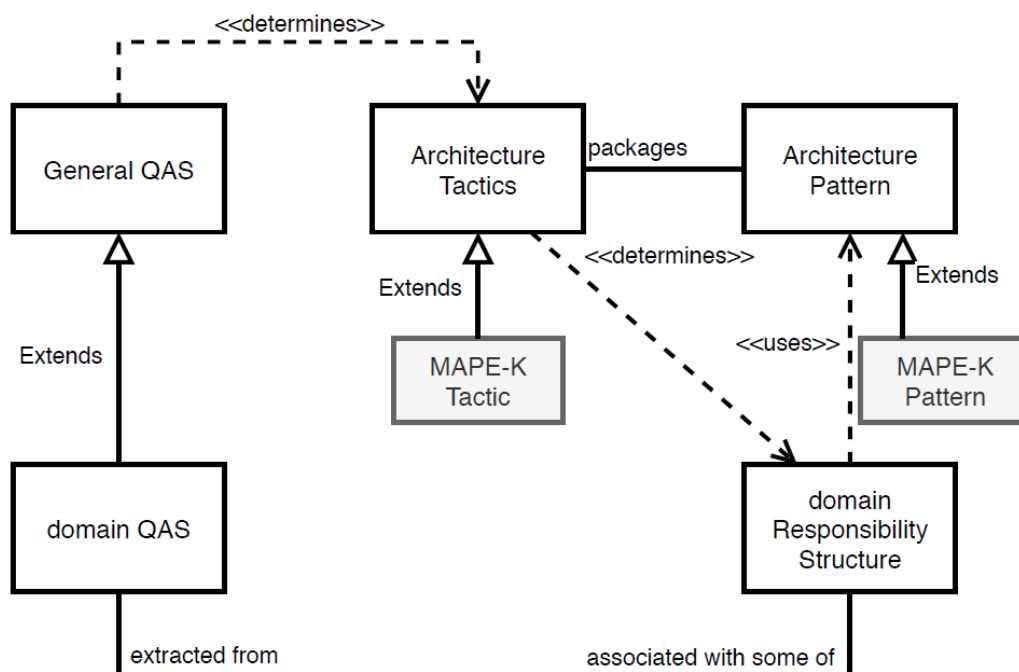 <<determines>>
General QAS
Architecture
Tactics
packages
Architecture
Pattern
<<determines>>
Extends
Extends
Extends
<<uses>>
MAPE-K
Tactic
MAPE-K
Pattern
domain QAS
domain
Responsibility
Structure
extracted from
associated with some of